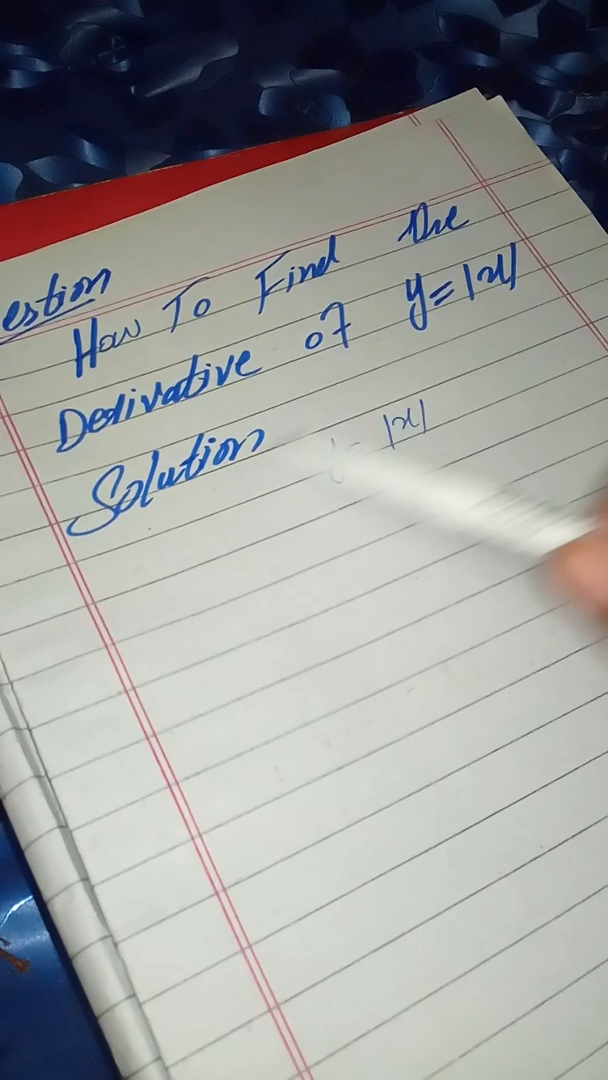 estion
How To Find the
Derivative of y=|x|
Solution |x|